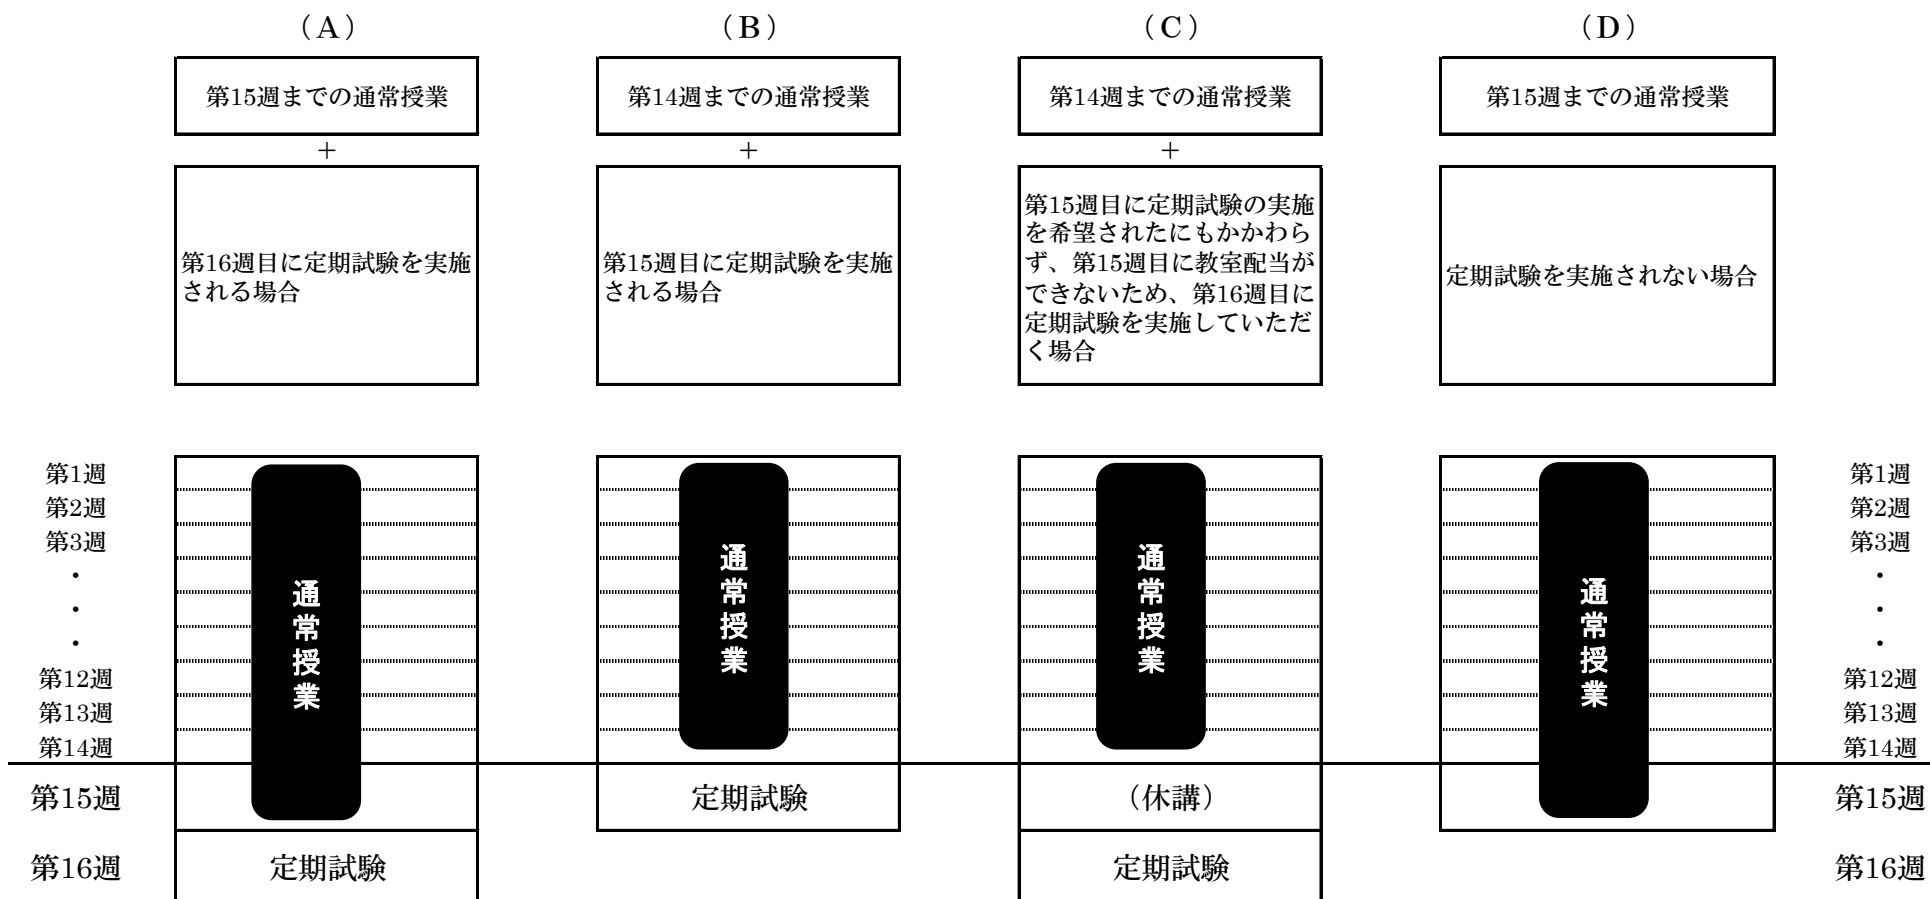 （A）
（B）
（C）
（D）
第15週までの通常授業
第14週までの通常授業
第14週までの通常授業
第15週までの通常授業
＋
＋
＋
第16週目に定期試験を実施
される場合
第15週目に定期試験を実施
される場合
第15週目に定期試験の実施
を希望されたにもかかわら
ず、第15週目に教室配当が
できないため、第16週目に
定期試験を実施していただ
く場合
定期試験を実施されない場合
第1週
第2週
第3週
・
・
・
第12週
第13週
第14週
第15週
第16週
通常授業
定期試験
通常授業
定期試験
通常授業
（休講）
定期試験
通常授業
第1週
第2週
第3週
・
・
・
第12週
第13週
第14週
第15週
第16週